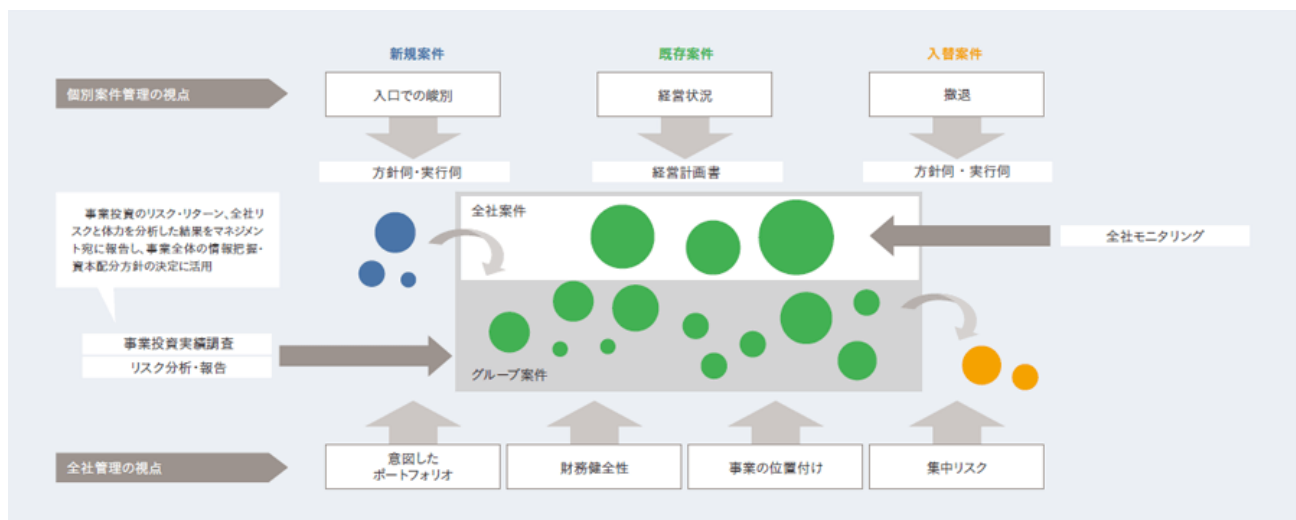 新規案件
既存案件
入替案件
個別案件管理の視点
入口での峻別
経営状況
撤退
方針伺・実行伺
経営計画書
方針伺・実行伺
事業投資のリスク・リターン、全社リ
スクと体力を分析した結果をマネジメン
ト宛に報告し、事業全体の情報把握・
資本配分方針の決定に活用
全社案件
全社モニタリング
事業投資実績調査
リスク分析・報告
グループ案件
全社管理の視点
意図した
ポートフォリオ
財務健全性
事業の位置付け
集中リスク